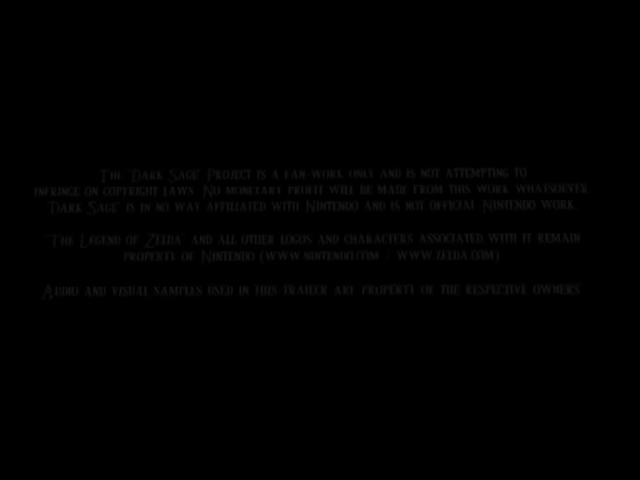 The 'Dark Sage' Project is a fan-work only and is not attempting to
infringe on copyright laws. No monetary profit will be made from this work whatsoever.
'Dark Sage' is in no way affiliated with Nintendo and is not official Nintendo work.
'The Legend of Zelda' and all other logos and characters associated with it remain
property of Nintendo (www.nintendo.com / www.zelda.com)
Audio and visual samples used in this trailer are property of the respective owners.